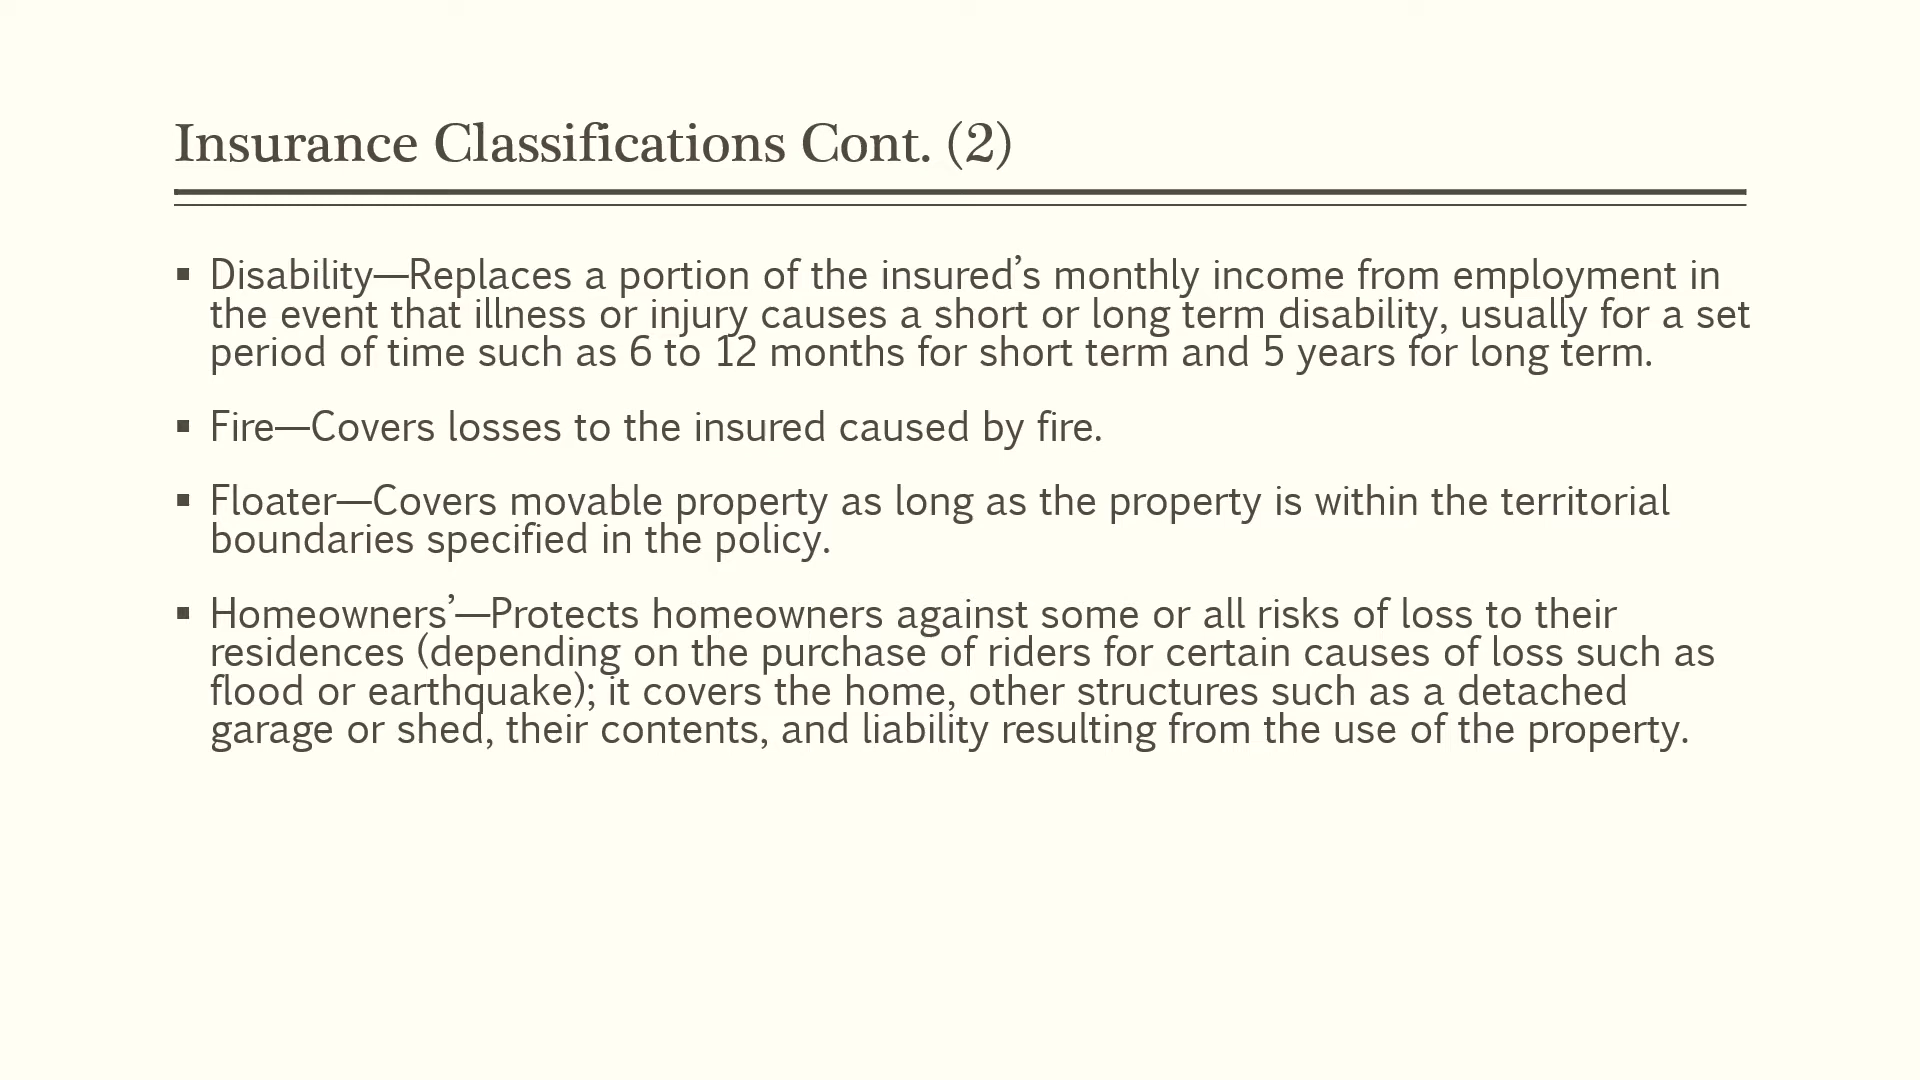 Insurance Classifications Cont. (2)
▪ Disability—Replaces a portion of the insured’s monthly income from employment in
the event that illness or injury causes a short or long term disability, usually for a set
period of time such as 6 to 12 months for short term and 5 years for long term.
▪ Fire—Covers losses to the insured caused by fire.
▪ Floater—Covers movable property as long as the property is within the territorial
boundaries specified in the policy.
▪ Homeowners’—Protects homeowners against some or all risks of loss to their
residences (depending on the purchase of riders for certain causes of loss such as
flood or earthquake); it covers the home, other structures such as a detached
garage or shed, their contents, and liability resulting from the use of the property.